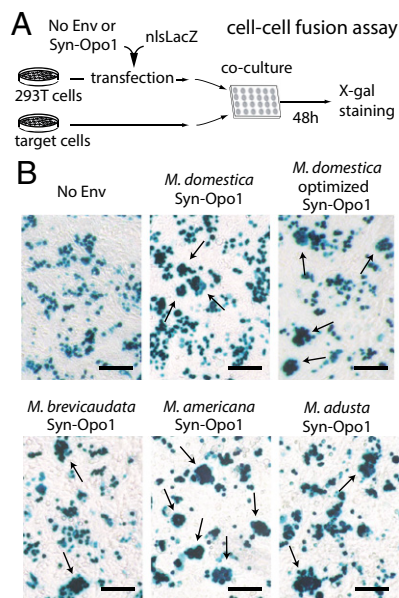 A
cell-cell fusion assay
No Env or
Syn-Opo1
nlsLacZ
transfection
293T cells
target cells
co-culture
48h
X-gal
staining
B
No Env
M. domestica
Syn-Opo1
M. domestica
optimized
Syn-Opo1
M. brevicaudata
Syn-Opo1
M. americana
Syn-Opo1
M. adusta
Syn-Opo1